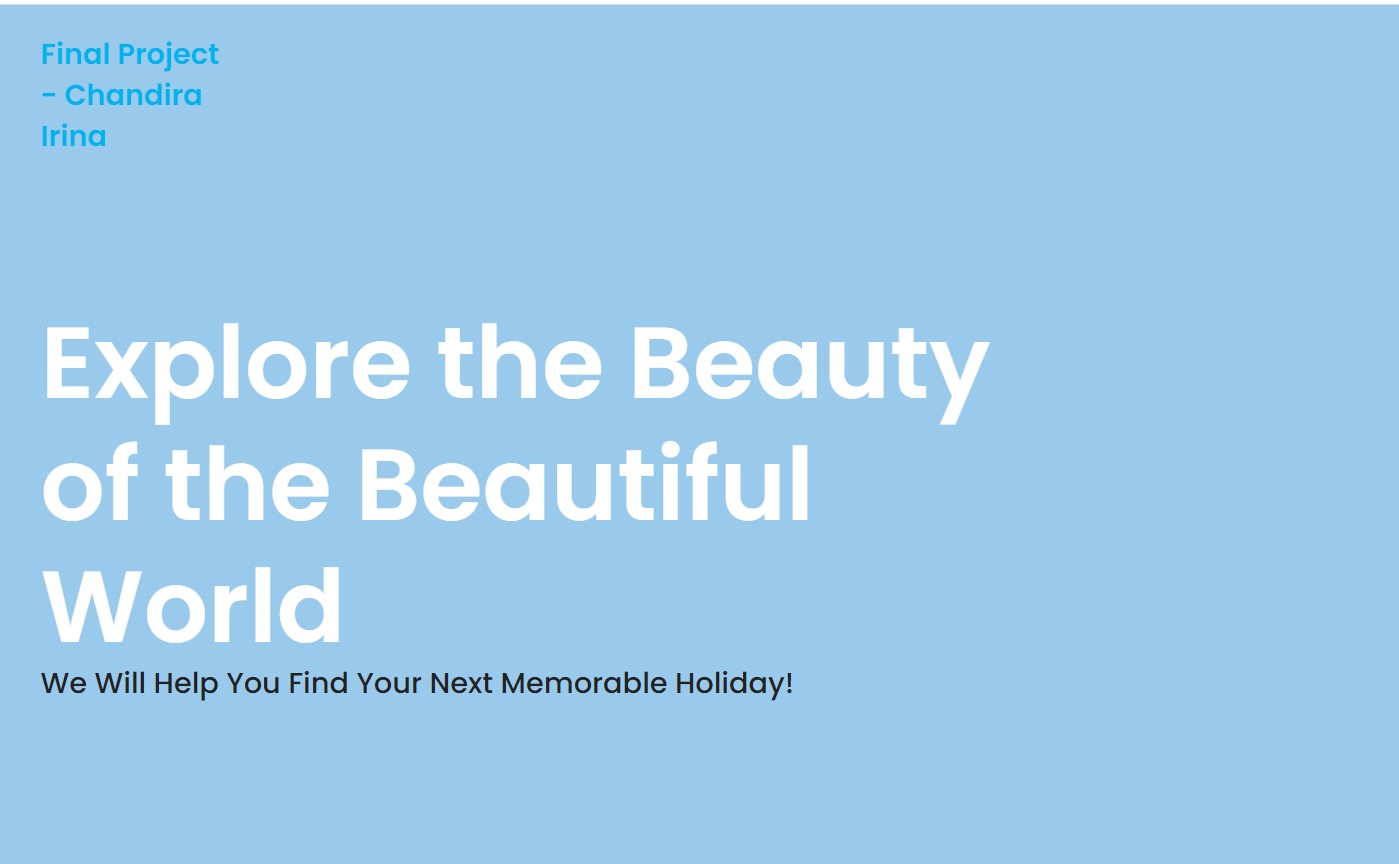 Final Project
- Chandira
Irina
Explore the Beauty
of the Beautiful
World
We Will Help You Find Your Next Memorable Holiday!